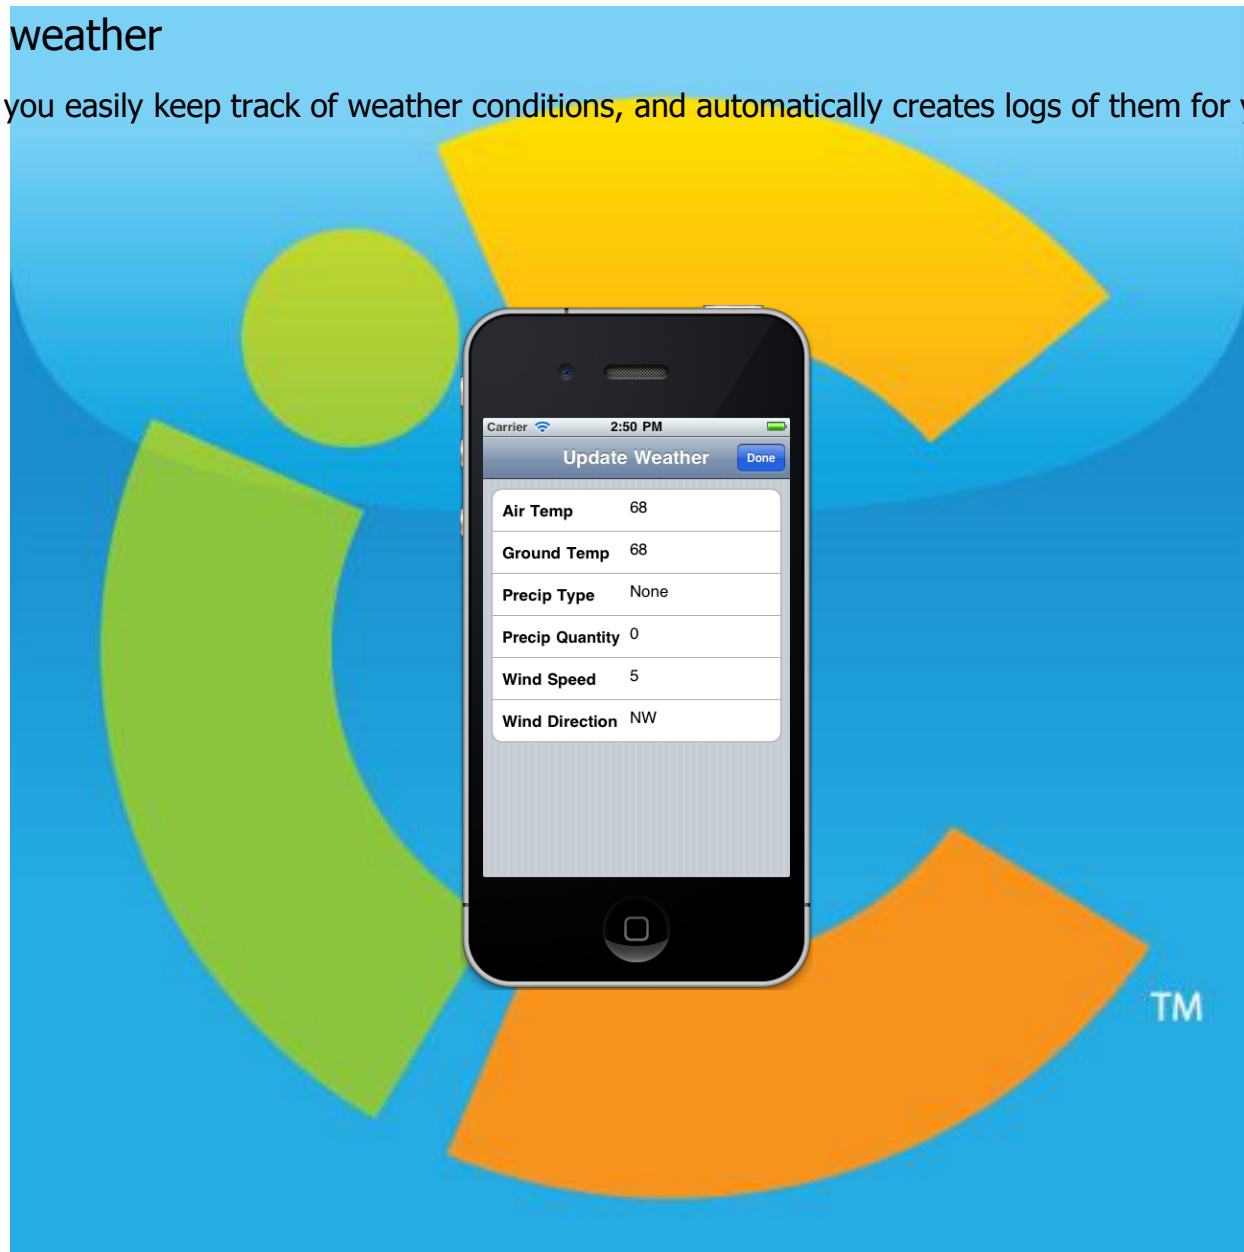 weather
you easily keep track of weather conditions, and automatically creates logs of them for
Carrier 2:50 PM
Update Weather Done
Air Temp 68
Ground Temp 68
Precip Type None
Precip Quantity 0
Wind Speed 5
Wind Direction NW
TM